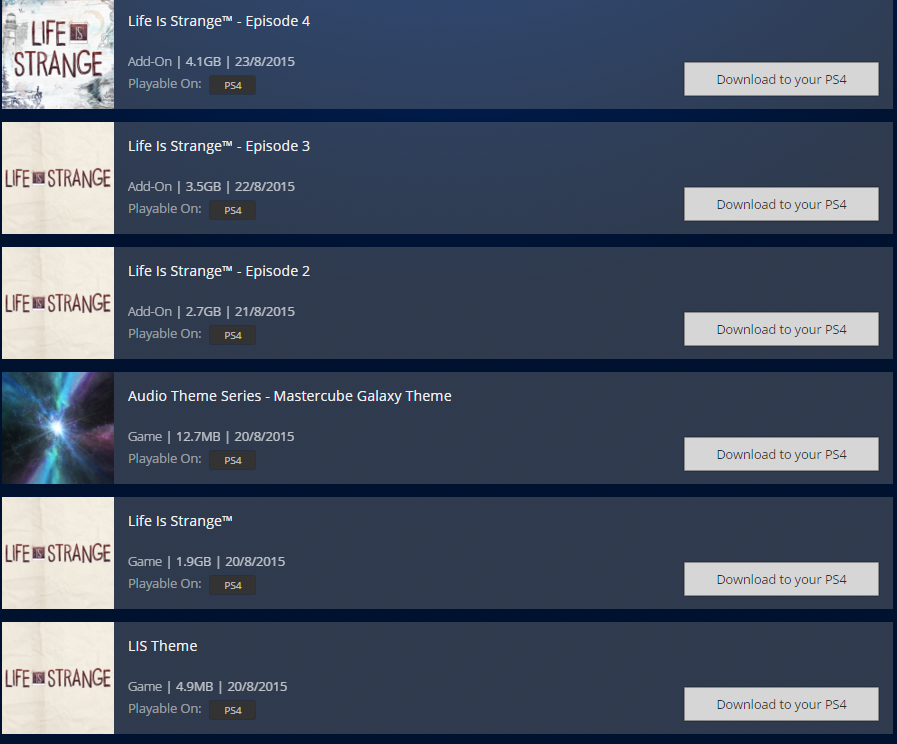 LIFE IS
STRANGE
Life Is Strange™ - Episode 4
Add-On | 4.1GB | 23/8/2015
Playable On: PS4
Download to your PS4
LIFE IS STRANGE
Life Is Strange™ - Episode 3
Add-On | 3.5GB | 22/8/2015
Playable On: PS4
Download to your PS4
LIFE IS STRANGE
Life Is Strange™ - Episode 2
Add-On | 2.7GB | 21/8/2015
Playable On: PS4
Download to your PS4
Audio Theme Series - Mastercube Galaxy Theme
Game | 12.7MB | 20/8/2015
Playable On: PS4
Download to your PS4
LIFE IS STRANGE
Life Is Strange™
Game | 1.9GB | 20/8/2015
Playable On: PS4
Download to your PS4
LIFE IS STRANGE
LIS Theme
Game | 4.9MB | 20/8/2015
Playable On: PS4
Download to your PS4